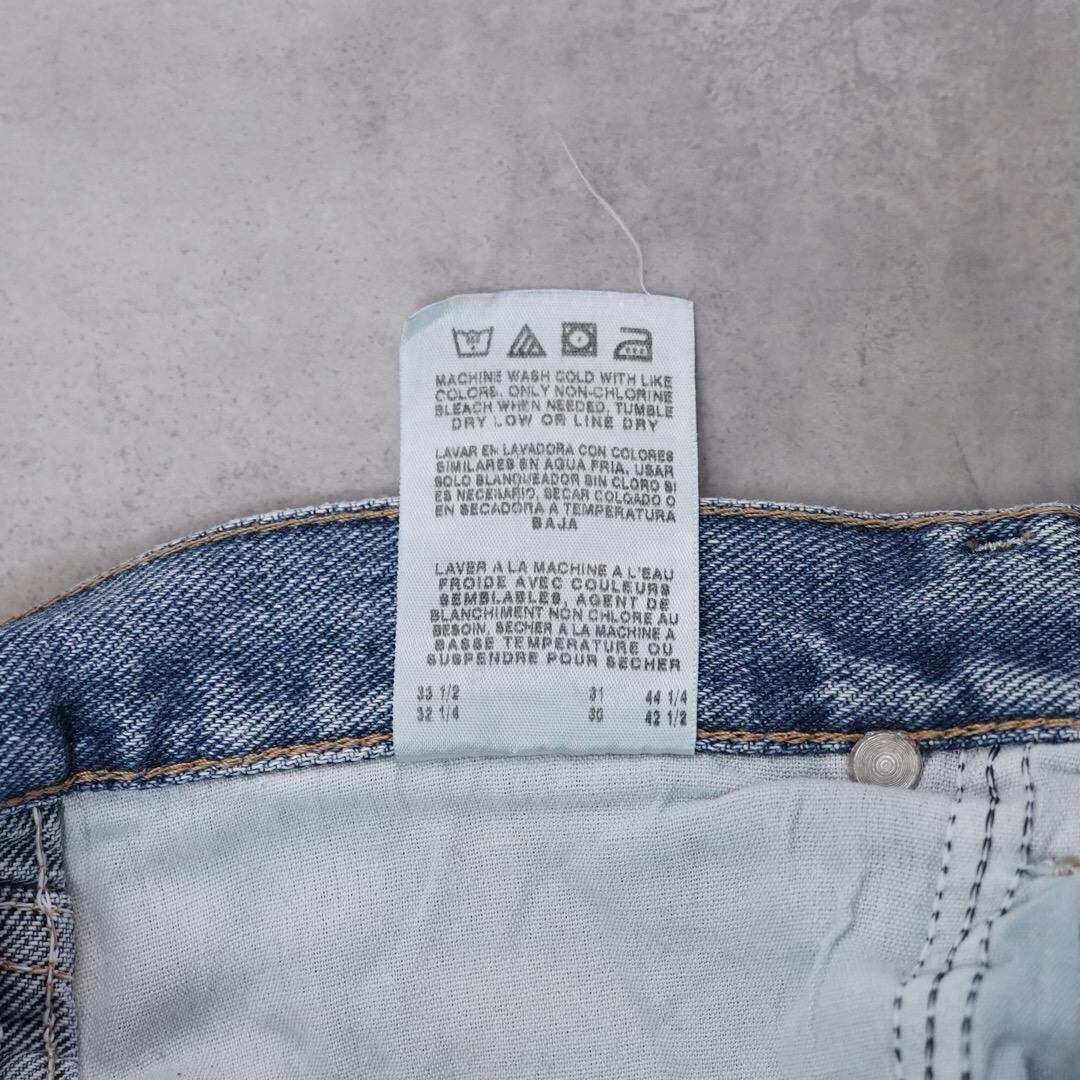 MACHINE WASH COLD WITH LIKE
COLORS, ONLY NON-CHLORINE
BLEACH WHEN NEEDED, TUMBLE
DRY LOW OR LINE DRY
LAVAR EN LAVADORA CON COLORES
SIMILARES EN AGUA FRIA, USAR
SOLO BLANQUEADOR SIN CLORO SI
ES NECESARIO, SECAR COLGADO O
EN SECADORA A TEMPERATURA
BAJA
LAVER A LA MACHINE A L'EAU
FROIDE AVEC COULEURS
SEMBLABLES, AGENT DE
BLANCHIMENT NON CHLORE AU
BESOIN, SECHER A LA MACHINE A
BASSE TEMPERATURE OU
SUSPENDRE POUR SECHER
33 1/2 31 44 1/4
32 1/4 30 42 1/2